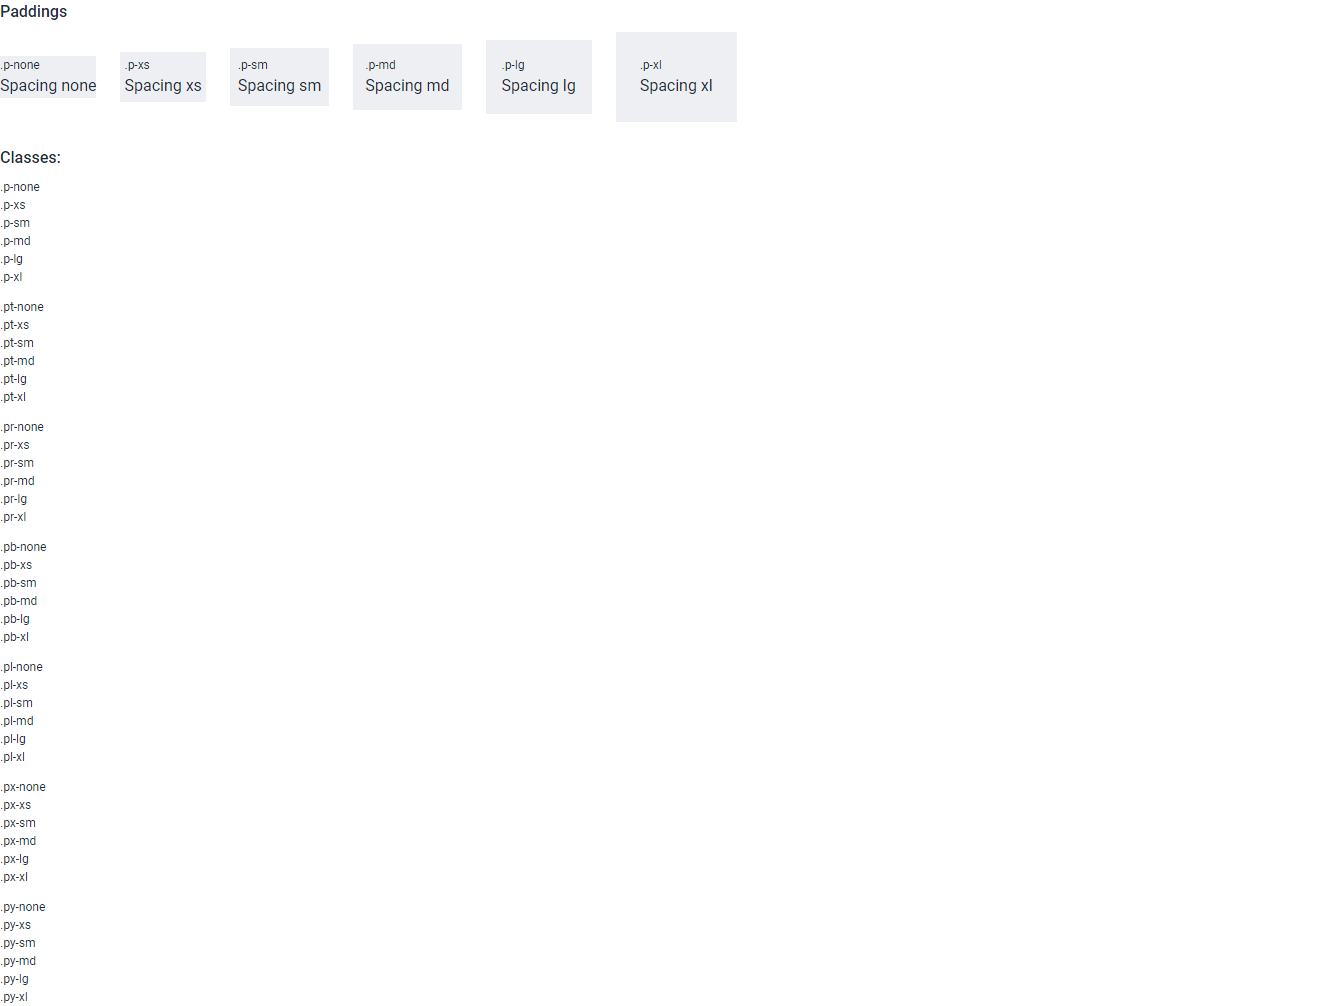 Paddings
.p-none .p-xs .p-sm .p-md .p-lg .p-xl
Spacing none Spacing xs Spacing sm Spacing md Spacing lg Spacing xl
Classes:
.p-none
.p-xs
.p-sm
.p-md
.p-lg
.p-xl
.pt-none
.pt-xs
.pt-sm
.pt-md
.pt-lg
.pt-xl
.pr-none
.pr-xs
.pr-sm
.pr-md
.pr-lg
.pr-xl
.pb-none
.pb-xs
.pb-sm
.pb-md
.pb-lg
.pb-xl
.pl-none
.pl-xs
.pl-sm
.pl-md
.pl-lg
.pl-xl
.px-none
.px-xs
.px-sm
.px-md
.px-lg
.px-xl
.py-none
.py-xs
.py-sm
.py-md
.py-lg
.py-xl